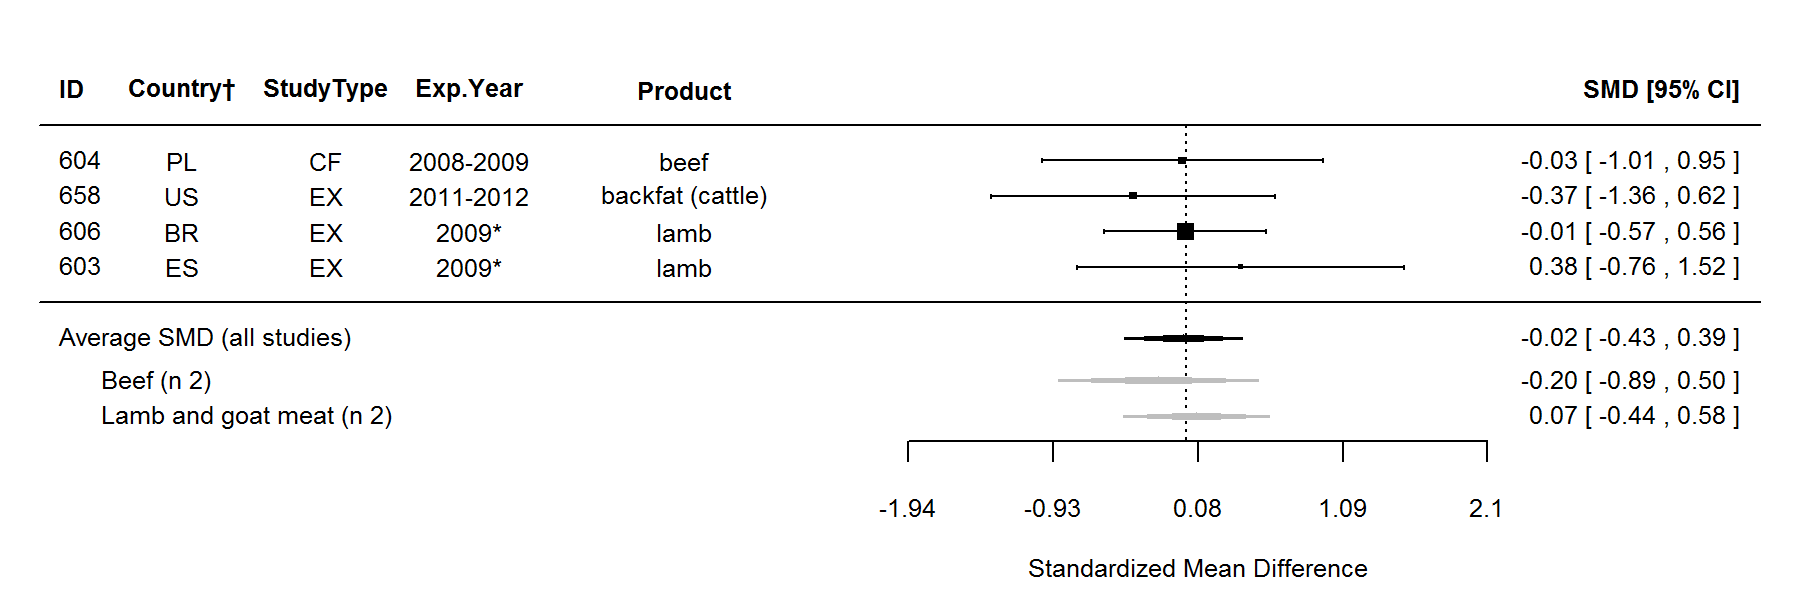 ID Country† StudyType Exp.Year Product SMD [95% CI]
604 PL CF 2008-2009 beef -0.03 [ -1.01 , 0.95 ]
658 US EX 2011-2012 backfat (cattle) -0.37 [ -1.36 , 0.62 ]
606 BR EX 2009* lamb -0.01 [ -0.57 , 0.56 ]
603 ES EX 2009* lamb 0.38 [ -0.76 , 1.52 ]
Average SMD (all studies) -0.02 [ -0.43 , 0.39 ]
Beef (n 2) -0.20 [ -0.89 , 0.50 ]
Lamb and goat meat (n 2) 0.07 [ -0.44 , 0.58 ]
-1.94 -0.93 0.08 1.09 2.1
Standardized Mean Difference